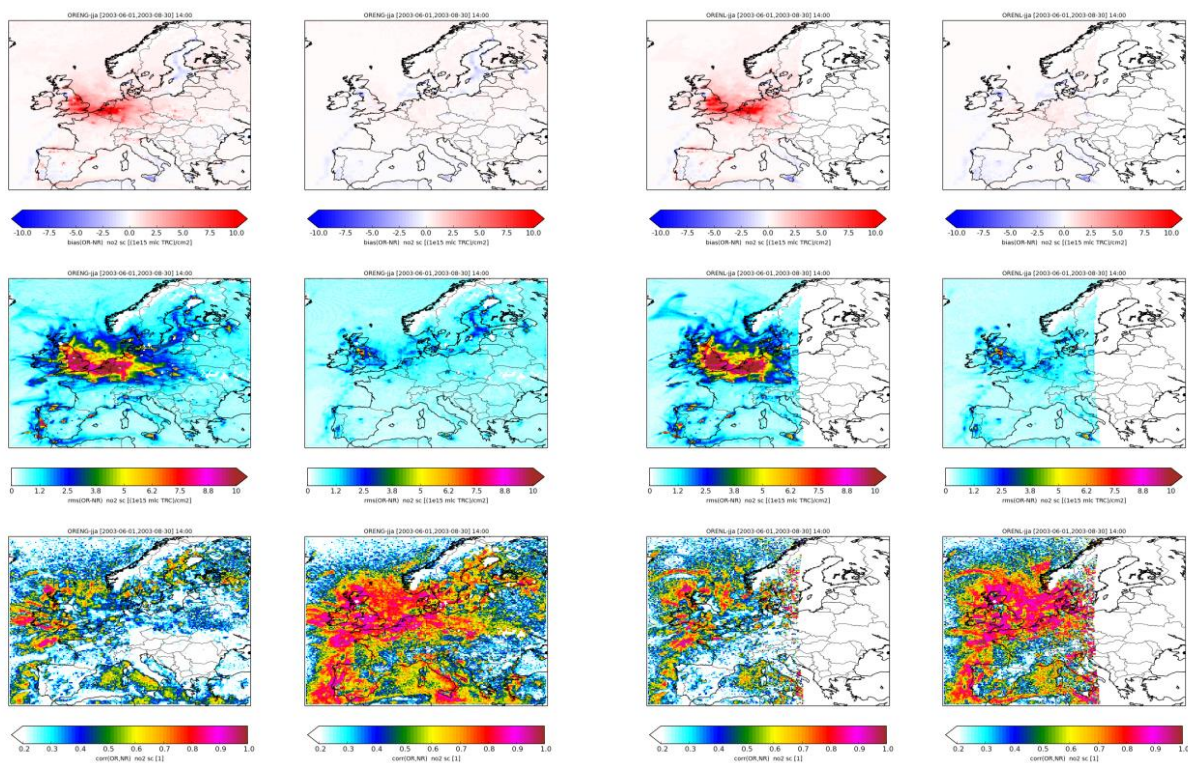 ORENG-jja [2003-06-01,2003-08-30] 14:00
-10.0 -7.5 -5.0 -2.5 0.0 2.5 5.0 7.5 10.0
bias(OR-NR) no2 sc [(1e15 mlc TRC)/cm2]
ORENG-jja [2003-06-01,2003-08-30] 14:00
-10.0 -7.5 -5.0 -2.5 0.0 2.5 5.0 7.5 10.0
bias(OR-NR) no2 sc [(1e15 mlc TRC)/cm2]
ORENL-jja [2003-06-01,2003-08-30] 14:00
-10.0 -7.5 -5.0 -2.5 0.0 2.5 5.0 7.5 10.0
bias(OR-NR) no2 sc [(1e15 mlc TRC)/cm2]
ORENL-jja [2003-06-01,2003-08-30] 14:00
-10.0 -7.5 -5.0 -2.5 0.0 2.5 5.0 7.5 10.0
bias(OR-NR) no2 sc [(1e15 mlc TRC)/cm2]
ORENG-jja [2003-06-01,2003-08-30] 14:00
0 1.2 2.5 3.8 5 6.2 7.5 8.8 10
rms(OR-NR) no2 sc [(1e15 mlc TRC)/cm2]
ORENG-jja [2003-06-01,2003-08-30] 14:00
0 1.2 2.5 3.8 5 6.2 7.5 8.8 10
rms(OR-NR) no2 sc [(1e15 mlc TRC)/cm2]
ORENL-jja [2003-06-01,2003-08-30] 14:00
0 1.2 2.5 3.8 5 6.2 7.5 8.8 10
rms(OR-NR) no2 sc [(1e15 mlc TRC)/cm2]
ORENL-jja [2003-06-01,2003-08-30] 14:00
0 1.2 2.5 3.8 5 6.2 7.5 8.8 10
rms(OR-NR) no2 sc [(1e15 mlc TRC)/cm2]
ORENG-jja [2003-06-01,2003-08-30] 14:00
0.2 0.3 0.4 0.5 0.6 0.7 0.8 0.9 1.0
corr(OR,NR) no2 sc [1]
ORENG-jja [2003-06-01,2003-08-30] 14:00
0.2 0.3 0.4 0.5 0.6 0.7 0.8 0.9 1.0
corr(OR,NR) no2 sc [1]
ORENL-jja [2003-06-01,2003-08-30] 14:00
0.2 0.3 0.4 0.5 0.6 0.7 0.8 0.9 1.0
corr(OR,NR) no2 sc [1]
ORENL-jja [2003-06-01,2003-08-30] 14:00
0.2 0.3 0.4 0.5 0.6 0.7 0.8 0.9 1.0
corr(OR,NR) no2 sc [1]